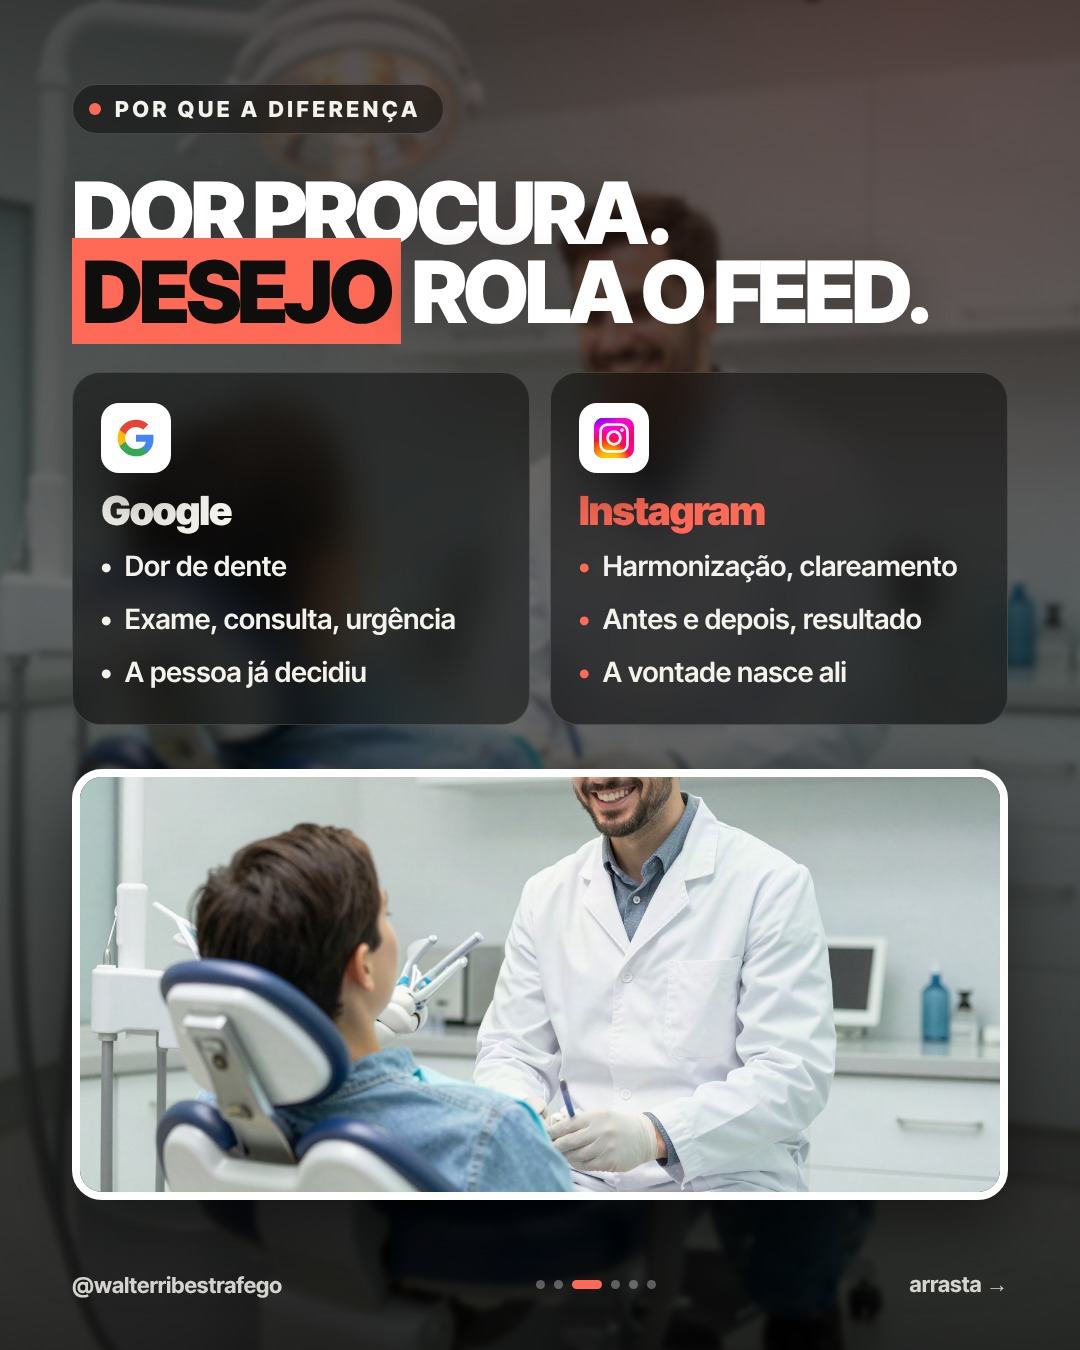 POR QUE A DIFERENÇA
DOR PROCURA.
DESEJO ROLA O FEED.
Google
• Dor de dente
• Exame, consulta, urgência
• A pessoa já decidiu
Instagram
• Harmonização, clareamento
• Antes e depois, resultado
• A vontade nasce ali
@walterribestrafego
arrasta →